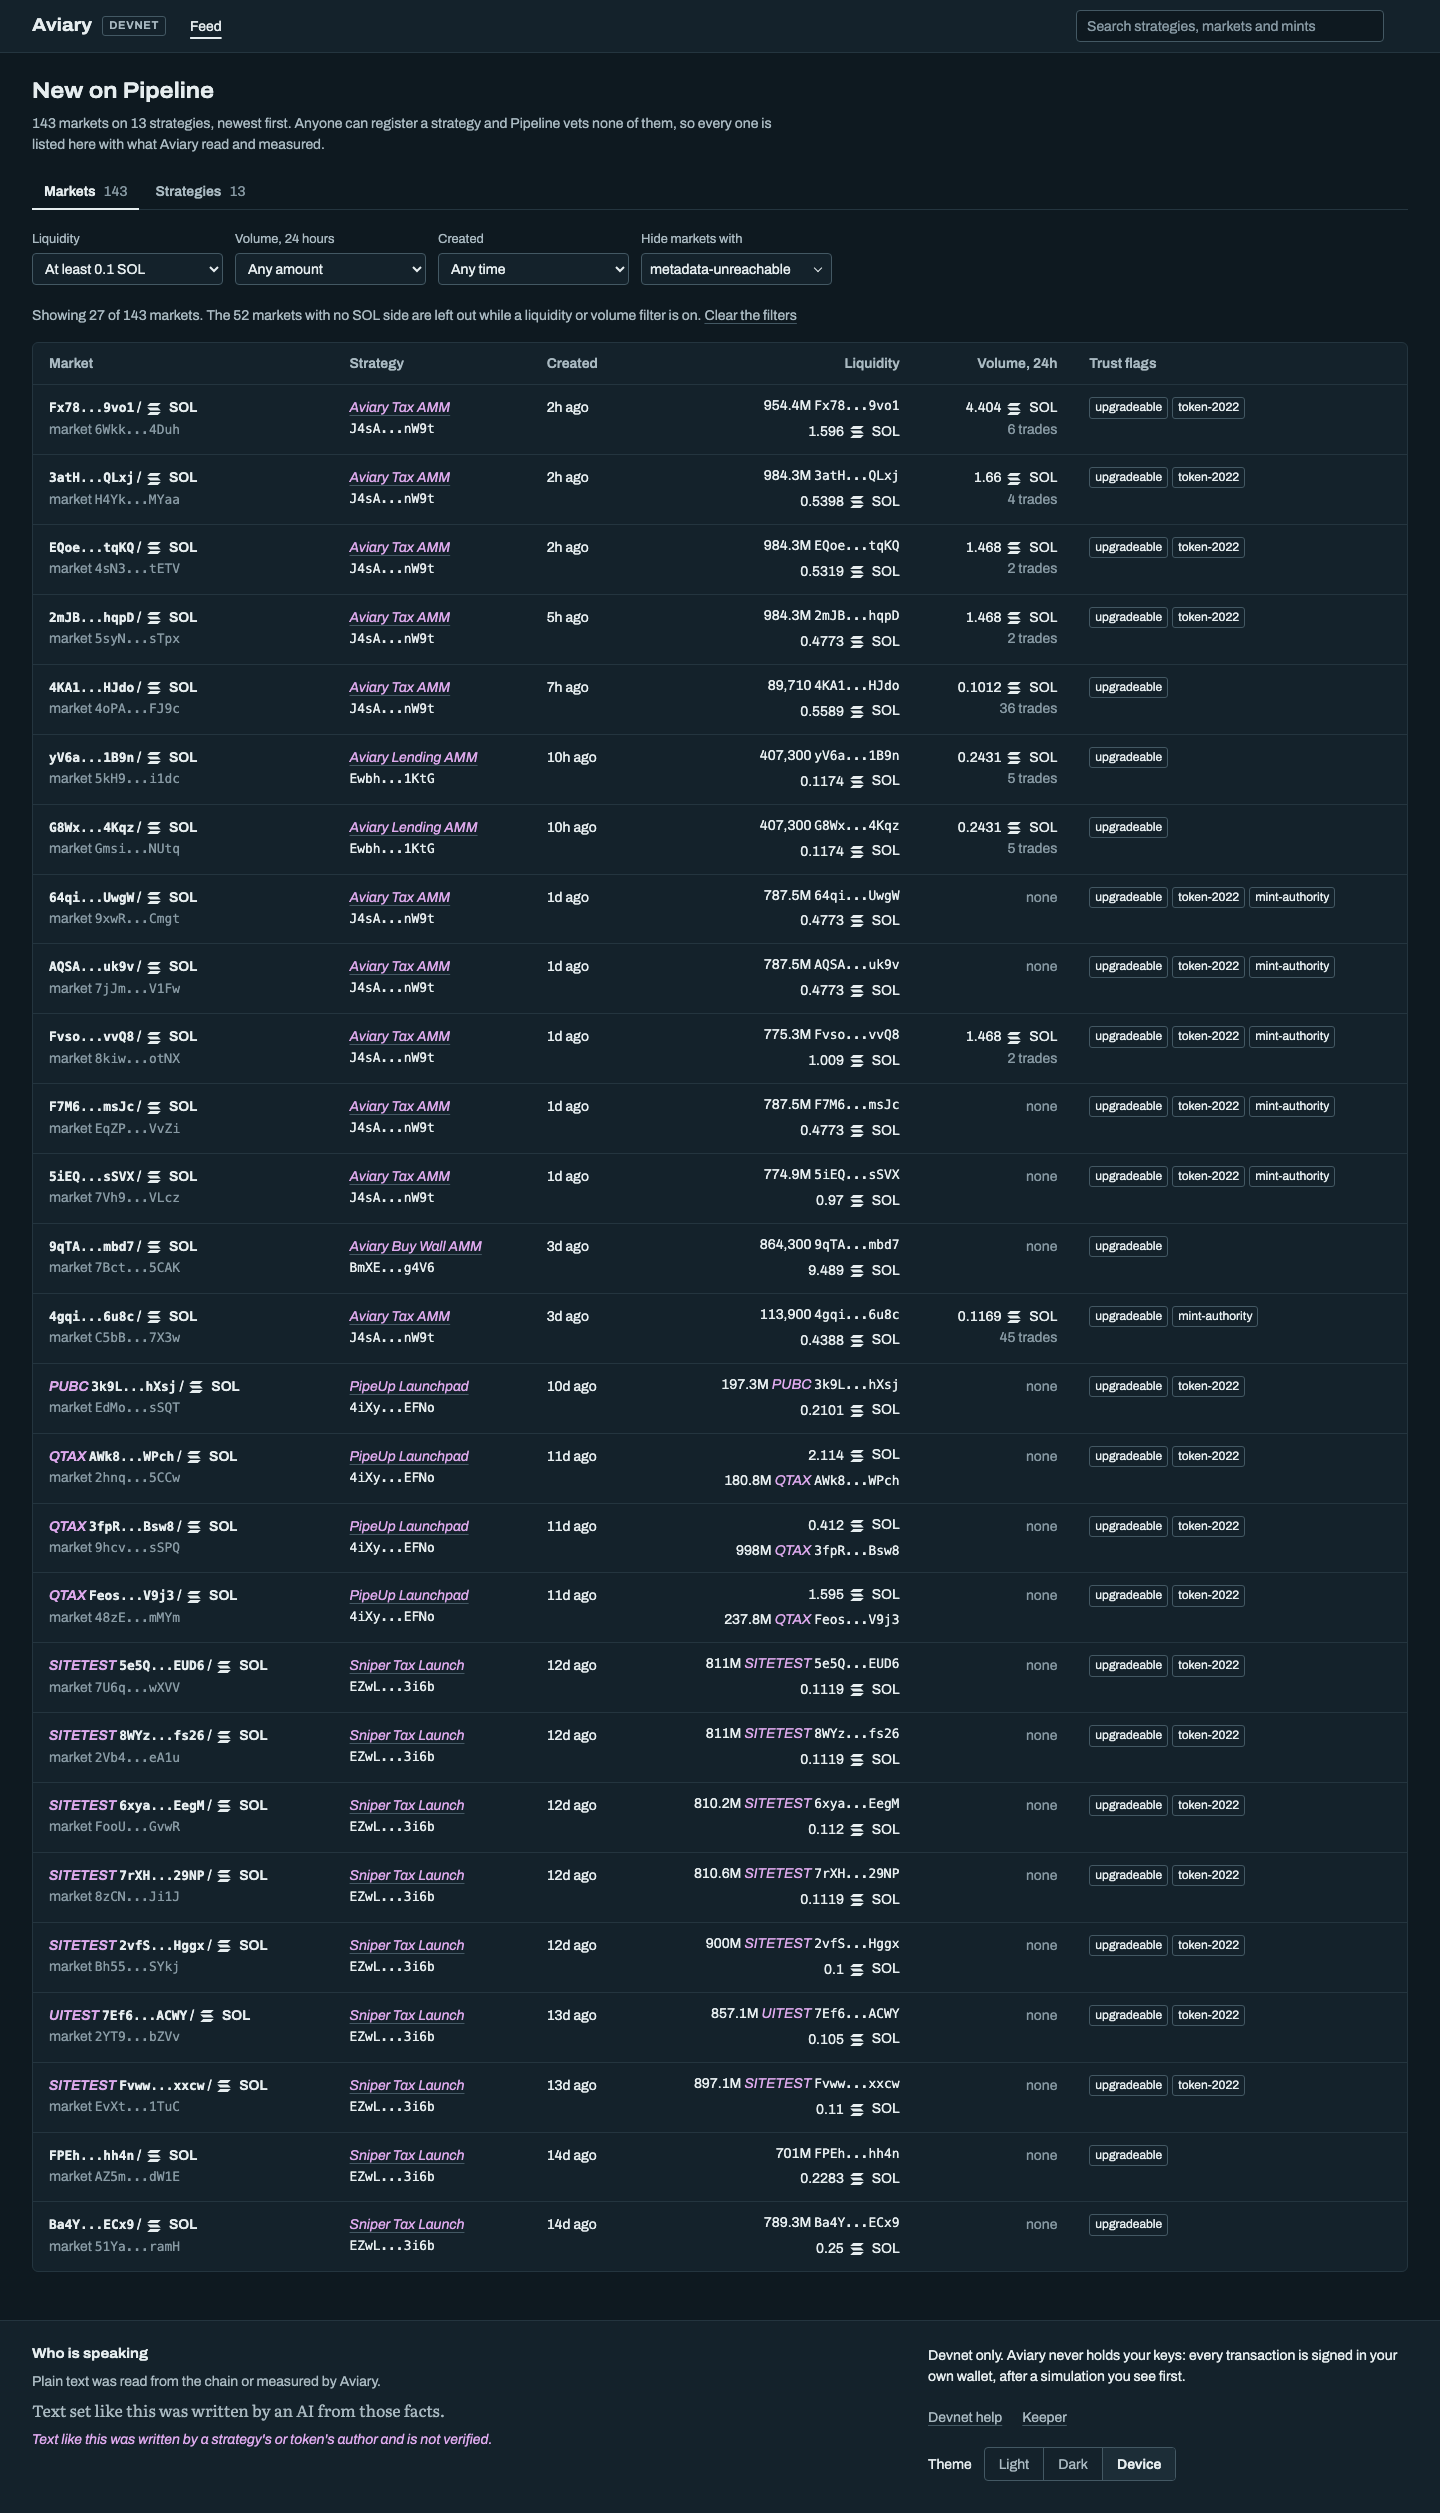 Aviary DEVNET Feed Search strategies, markets and mints
New on Pipeline
143 markets on 13 strategies, newest first. Anyone can register a strategy and Pipeline vets none of them, so every one is
listed here with what Aviary read and measured.
Markets 143 Strategies 13
Liquidity Volume, 24 hours Created Hide markets with
At least 0.1 SOL Any amount Any time metadata-unreachable
Showing 27 of 143 markets. The 52 markets with no SOL side are left out while a liquidity or volume filter is on. Clear the filters
Market Strategy Created Liquidity Volume, 24h Trust flags
Fx78...9vo1 / SOL Aviary Tax AMM 2h ago 954.4M Fx78...9vo1 4.404 SOL upgradeable token-2022
market 6Wkk...4Duh J4sA...nW9t 1.596 SOL 6 trades
3atH...QLxj / SOL Aviary Tax AMM 2h ago 984.3M 3atH...QLxj 1.66 SOL upgradeable token-2022
market H4Yk...MYaa J4sA...nW9t 0.5398 SOL 4 trades
EQoe...tqKQ / SOL Aviary Tax AMM 2h ago 984.3M EQoe...tqKQ 1.468 SOL upgradeable token-2022
market 4sN3...tETV J4sA...nW9t 0.5319 SOL 2 trades
2mJB...hqpD / SOL Aviary Tax AMM 5h ago 984.3M 2mJB...hqpD 1.468 SOL upgradeable token-2022
market 5syN...sTpx J4sA...nW9t 0.4773 SOL 2 trades
4KA1...HJdo / SOL Aviary Tax AMM 7h ago 89,710 4KA1...HJdo 0.1012 SOL upgradeable
market 4oPA...FJ9c J4sA...nW9t 0.5589 SOL 36 trades
yV6a...1B9n / SOL Aviary Lending AMM 10h ago 407,300 yV6a...1B9n 0.2431 SOL upgradeable
market 5kH9...i1dc Ewbh...1KtG 0.1174 SOL 5 trades
G8Wx...4Kqz / SOL Aviary Lending AMM 10h ago 407,300 G8Wx...4Kqz 0.2431 SOL upgradeable
market Gmsi...NUtq Ewbh...1KtG 0.1174 SOL 5 trades
64qi...UwgW / SOL Aviary Tax AMM 1d ago 787.5M 64qi...UwgW none upgradeable token-2022 mint-authority
market 9xwR...Cmgt J4sA...nW9t 0.4773 SOL
AQSA...uk9v / SOL Aviary Tax AMM 1d ago 787.5M AQSA...uk9v none upgradeable token-2022 mint-authority
market 7jJm...V1Fw J4sA...nW9t 0.4773 SOL
Fvso...vvQ8 / SOL Aviary Tax AMM 1d ago 775.3M Fvso...vvQ8 1.468 SOL upgradeable token-2022 mint-authority
market 8kiw...otNX J4sA...nW9t 1.009 SOL 2 trades
F7M6...msJc / SOL Aviary Tax AMM 1d ago 787.5M F7M6...msJc none upgradeable token-2022 mint-authority
market EqZP...VvZi J4sA...nW9t 0.4773 SOL
5iEQ...sSVX / SOL Aviary Tax AMM 1d ago 774.9M 5iEQ...sSVX none upgradeable token-2022 mint-authority
market 7Vh9...VLcz J4sA...nW9t 0.97 SOL
9qTA...mbd7 / SOL Aviary Buy Wall AMM 3d ago 864,300 9qTA...mbd7 none upgradeable
market 7Bct...5CAK BmXE...g4V6 9.489 SOL
4gqi...6u8c / SOL Aviary Tax AMM 3d ago 113,900 4gqi...6u8c 0.1169 SOL upgradeable mint-authority
market C5bB...7X3w J4sA...nW9t 0.4388 SOL 45 trades
PUBC 3k9L...hXsj / SOL PipeUp Launchpad 10d ago 197.3M PUBC 3k9L...hXsj none upgradeable token-2022
market EdMo...sSQT 4iXy...EFNo 0.2101 SOL
QTAX AWk8...WPch / SOL PipeUp Launchpad 11d ago 2.114 SOL none upgradeable token-2022
market 2hnq...5CCw 4iXy...EFNo 180.8M QTAX AWk8...WPch
QTAX 3fpR...Bsw8 / SOL PipeUp Launchpad 11d ago 0.412 SOL none upgradeable token-2022
market 9hcv...sSPQ 4iXy...EFNo 998M QTAX 3fpR...Bsw8
QTAX Feos...V9j3 / SOL PipeUp Launchpad 11d ago 1.595 SOL none upgradeable token-2022
market 48zE...mMYm 4iXy...EFNo 237.8M QTAX Feos...V9j3
SITETEST 5e5Q...EUD6 / SOL Sniper Tax Launch 12d ago 811M SITETEST 5e5Q...EUD6 none upgradeable token-2022
market 7U6q...wXVV EZwL...3i6b 0.1119 SOL
SITETEST 8WYz...fs26 / SOL Sniper Tax Launch 12d ago 811M SITETEST 8WYz...fs26 none upgradeable token-2022
market 2Vb4...eA1u EZwL...3i6b 0.1119 SOL
SITETEST 6xya...EegM / SOL Sniper Tax Launch 12d ago 810.2M SITETEST 6xya...EegM none upgradeable token-2022
market FooU...GvwR EZwL...3i6b 0.112 SOL
SITETEST 7rXH...29NP / SOL Sniper Tax Launch 12d ago 810.6M SITETEST 7rXH...29NP none upgradeable token-2022
market 8zCN...Ji1J EZwL...3i6b 0.1119 SOL
SITETEST 2vfS...Hggx / SOL Sniper Tax Launch 12d ago 900M SITETEST 2vfS...Hggx none upgradeable token-2022
market Bh55...SYkj EZwL...3i6b 0.1 SOL
UITEST 7Ef6...ACWY / SOL Sniper Tax Launch 13d ago 857.1M UITEST 7Ef6...ACWY none upgradeable token-2022
market 2YT9...bZVv EZwL...3i6b 0.105 SOL
SITETEST Fvww...xxcw / SOL Sniper Tax Launch 13d ago 897.1M SITETEST Fvww...xxcw none upgradeable token-2022
market EvXt...1TuC EZwL...3i6b 0.11 SOL
FPEh...hh4n / SOL Sniper Tax Launch 14d ago 701M FPEh...hh4n none upgradeable
market AZ5m...dW1E EZwL...3i6b 0.2283 SOL
Ba4Y...ECx9 / SOL Sniper Tax Launch 14d ago 789.3M Ba4Y...ECx9 none upgradeable
market 51Ya...ramH EZwL...3i6b 0.25 SOL
Who is speaking
Plain text was read from the chain or measured by Aviary.
Text set like this was written by an AI from those facts.
Text like this was written by a strategy's or token's author and is not verified.
Devnet only. Aviary never holds your keys: every transaction is signed in your
own wallet, after a simulation you see first.
Devnet help Keeper
Theme Light Dark Device